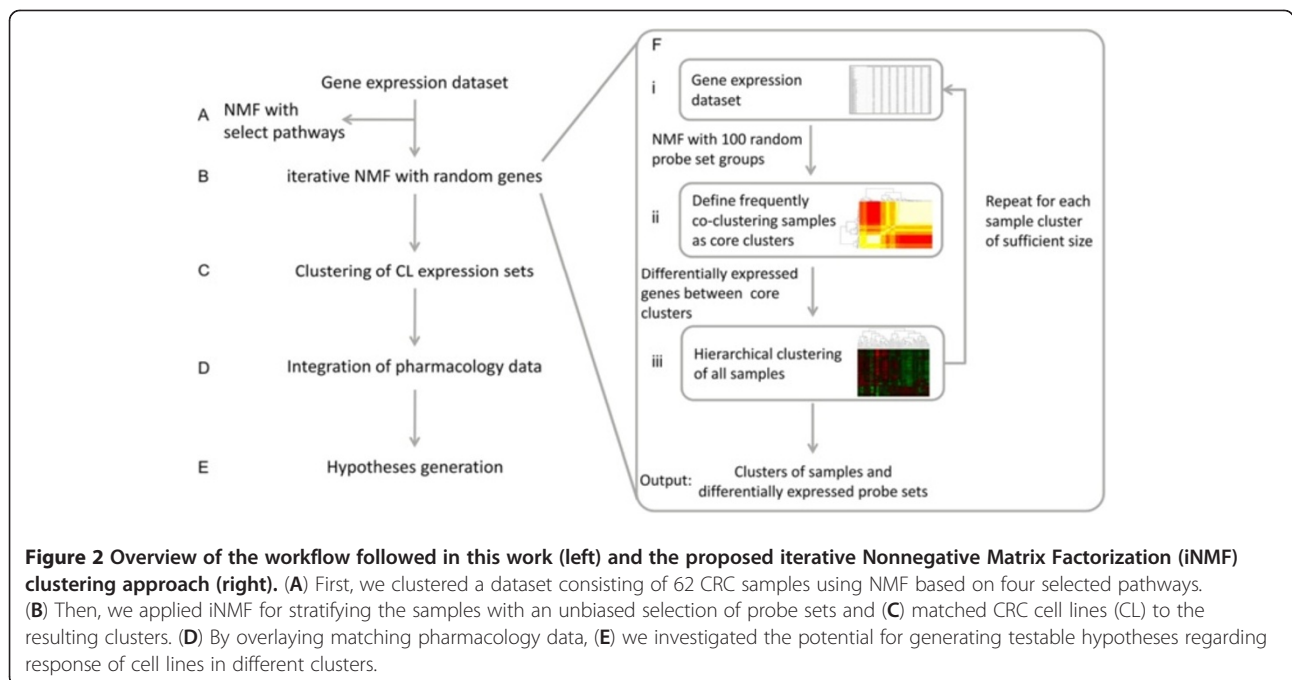 Gene expression dataset
A NMF with
select pathways
B iterative NMF with random genes
C Clustering of CL expression sets
D Integration of pharmacology data
E Hypotheses generation
F
i Gene expression
dataset
NMF with 100 random
probe set groups
ii Define frequently
co-clustering samples
as core clusters
Repeat for each
sample cluster
of sufficient size
Differentially expressed
genes between core
clusters
iii Hierarchical clustering
of all samples
Output: Clusters of samples and
differentially expressed probe sets
Figure 2 Overview of the workflow followed in this work (left) and the proposed iterative Nonnegative Matrix Factorization (iNMF)
clustering approach (right). (A) First, we clustered a dataset consisting of 62 CRC samples using NMF based on four selected pathways.
(B) Then, we applied iNMF for stratifying the samples with an unbiased selection of probe sets and (C) matched CRC cell lines (CL) to the
resulting clusters. (D) By overlaying matching pharmacology data, (E) we investigated the potential for generating testable hypotheses regarding
response of cell lines in different clusters.